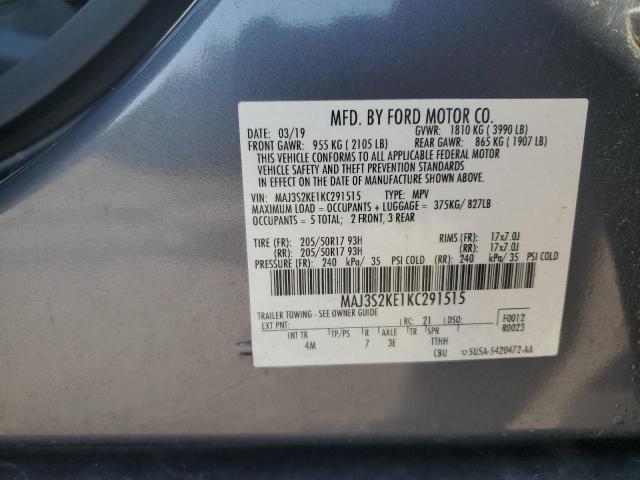 MFD. BY FORD MOTOR CO.
DATE: 03/19 GVWR: 1810 KG ( 3990 LB)
FRONT GAWR: 955 KG ( 2105 LB) REAR GAWR: 865 KG ( 1907 LB)
THIS VEHICLE CONFORMS TO ALL APPLICABLE FEDERAL MOTOR
VEHICLE SAFETY AND THEFT PREVENTION STANDARDS
IN EFFECT ON THE DATE OF MANUFACTURE SHOWN ABOVE.
VIN: MAJ3S2KE1KC291515 TYPE: MPV
MAXIMUM LOAD = OCCUPANTS + LUGGAGE = 375KG/ 827LB
OCCUPANTS = 5 TOTAL; 2 FRONT, 3 REAR
TIRE (FR): 205/50R17 93H RIMS (FR): 17x7.0J
(RR): 205/50R17 93H (RR): 17x7.0J
PRESSURE (FR): 240 kPa/ 35 PSI COLD (RR): 240 kPa/ 35 PSI COLD
MAJ3S2KE1KC291515
TRAILER TOWING - SEE OWNER GUIDE
EXT PNT: RC: 21 DSO: F0012
R0023
INT TR TP/PS R AXLE TR SPR
4M 7 3E TTHH
CBU SU5A-5420472-AA